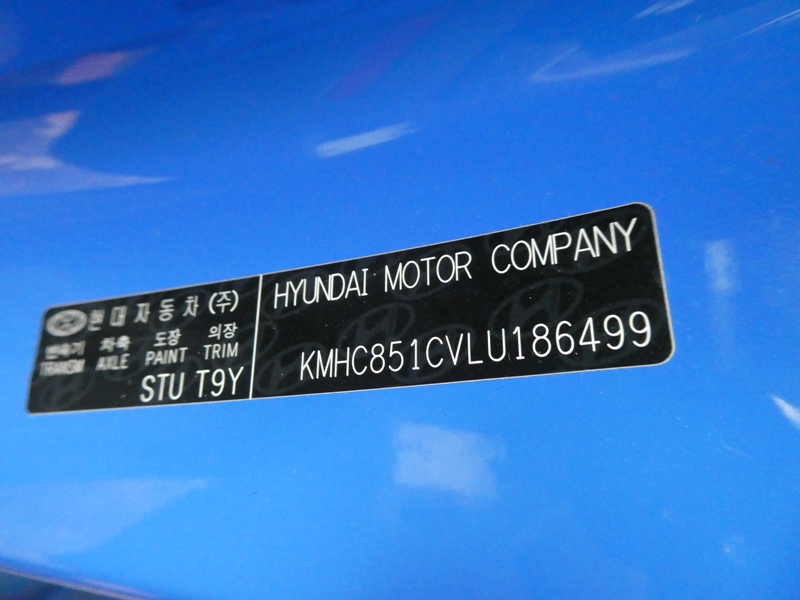 현대자동차(주)
변속기 차축 도장 의장
TRANSM AXLE PAINT TRIM
STU T9Y
HYUNDAI MOTOR COMPANY
KMHC851CVLU186499